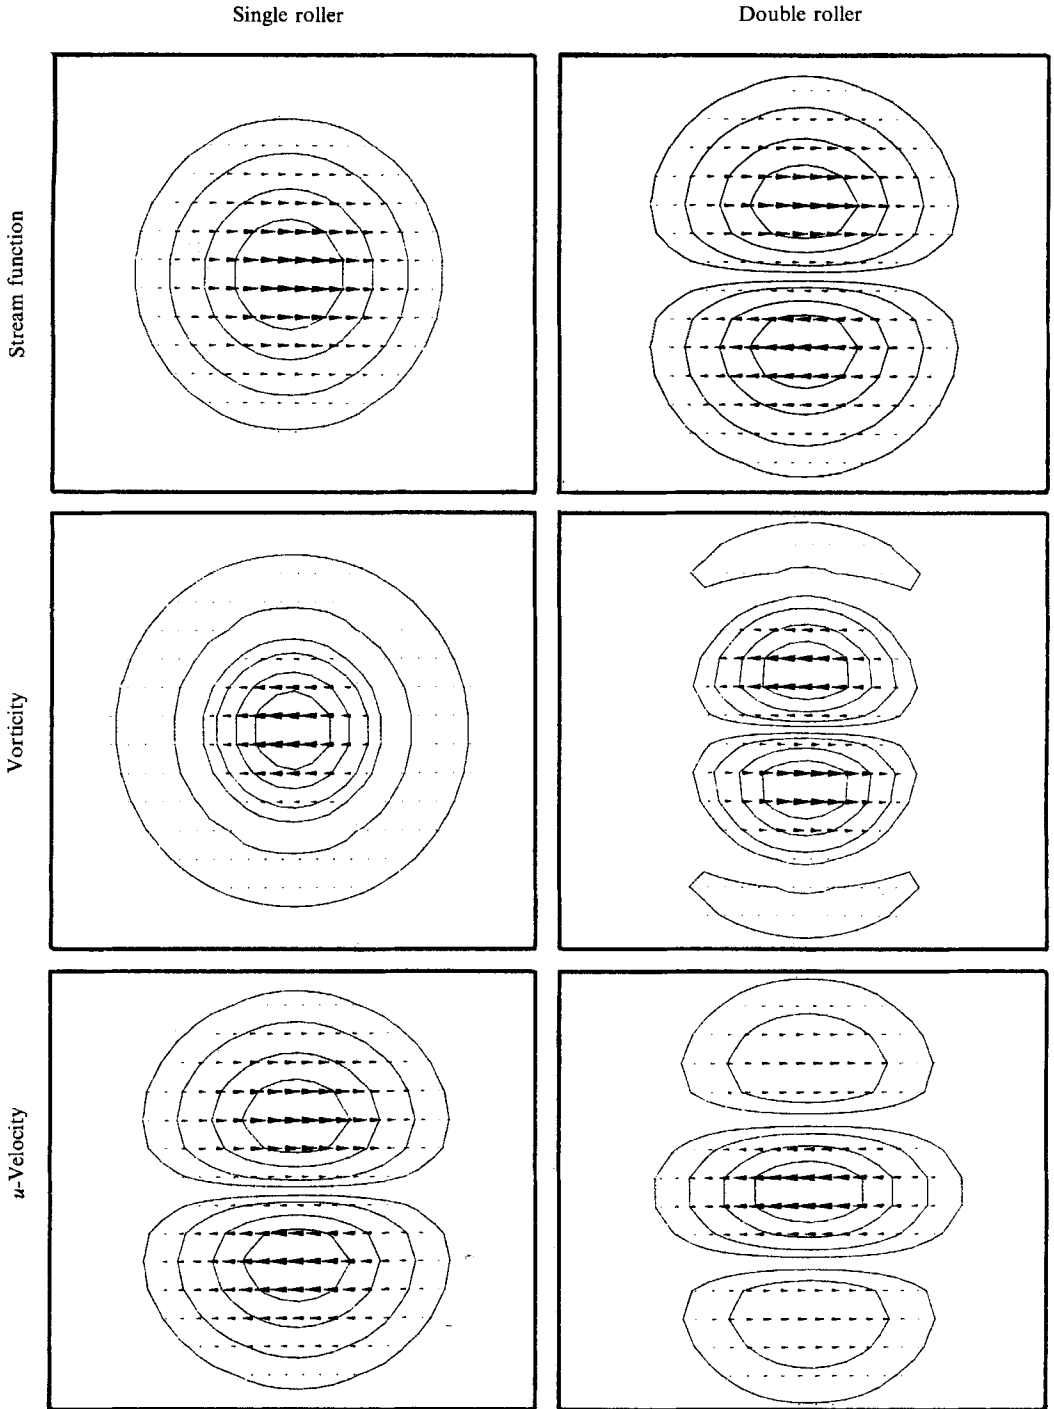 Single roller
Double roller
Stream function
Vorticity
u-Velocity